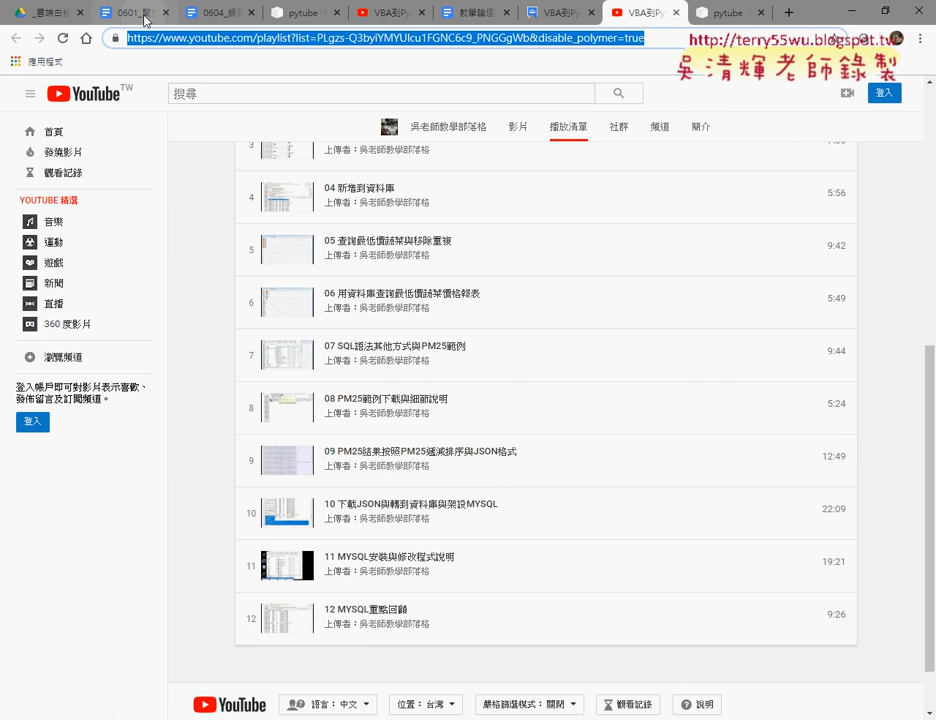 _雲端白板
0601_
0604_
pytube -
VBA到Py
教學論壇
VBA到Py
VBA到Py
pytube -
https://www.youtube.com/playlist?list=PLgzs-Q3byiYMYUlcu1FGNC6c9_PNGGgWb&disable_polymer=true
http://terry55wu.blogspot.tw
吳清輝老師錄製
應用程式
YouTube TW
搜尋
登入
吳老師教學部落格
影片
播放清單
社群
頻道
簡介
首頁
發燒影片
觀看記錄
YOUTUBE 精選
音樂
運動
遊戲
新聞
直播
360 度影片
瀏覽頻道
登入帳戶即可對影片表示喜歡、
發佈留言及訂閱頻道。
登入
3
上傳者：吳老師教學部落格
4
04 新增到資料庫
上傳者：吳老師教學部落格
5:56
5
05 查詢最低價蔬菜與移除重複
上傳者：吳老師教學部落格
9:42
6
06 用資料庫查詢最低價蔬菜價格報表
上傳者：吳老師教學部落格
5:49
7
07 SQL語法其他方式與PM25範例
上傳者：吳老師教學部落格
9:44
8
08 PM25範例下載與細節說明
上傳者：吳老師教學部落格
5:24
9
09 PM25結果按照PM25遞減排序與JSON格式
上傳者：吳老師教學部落格
12:49
10
10 下載JSON與轉到資料庫與架設MYSQL
上傳者：吳老師教學部落格
22:09
11
11 MYSQL安裝與修改程式說明
上傳者：吳老師教學部落格
19:21
12
12 MYSQL重點回顧
上傳者：吳老師教學部落格
9:26
YouTube
語言：中文
位置：台灣
嚴格篩選模式：關閉
觀看記錄
說明